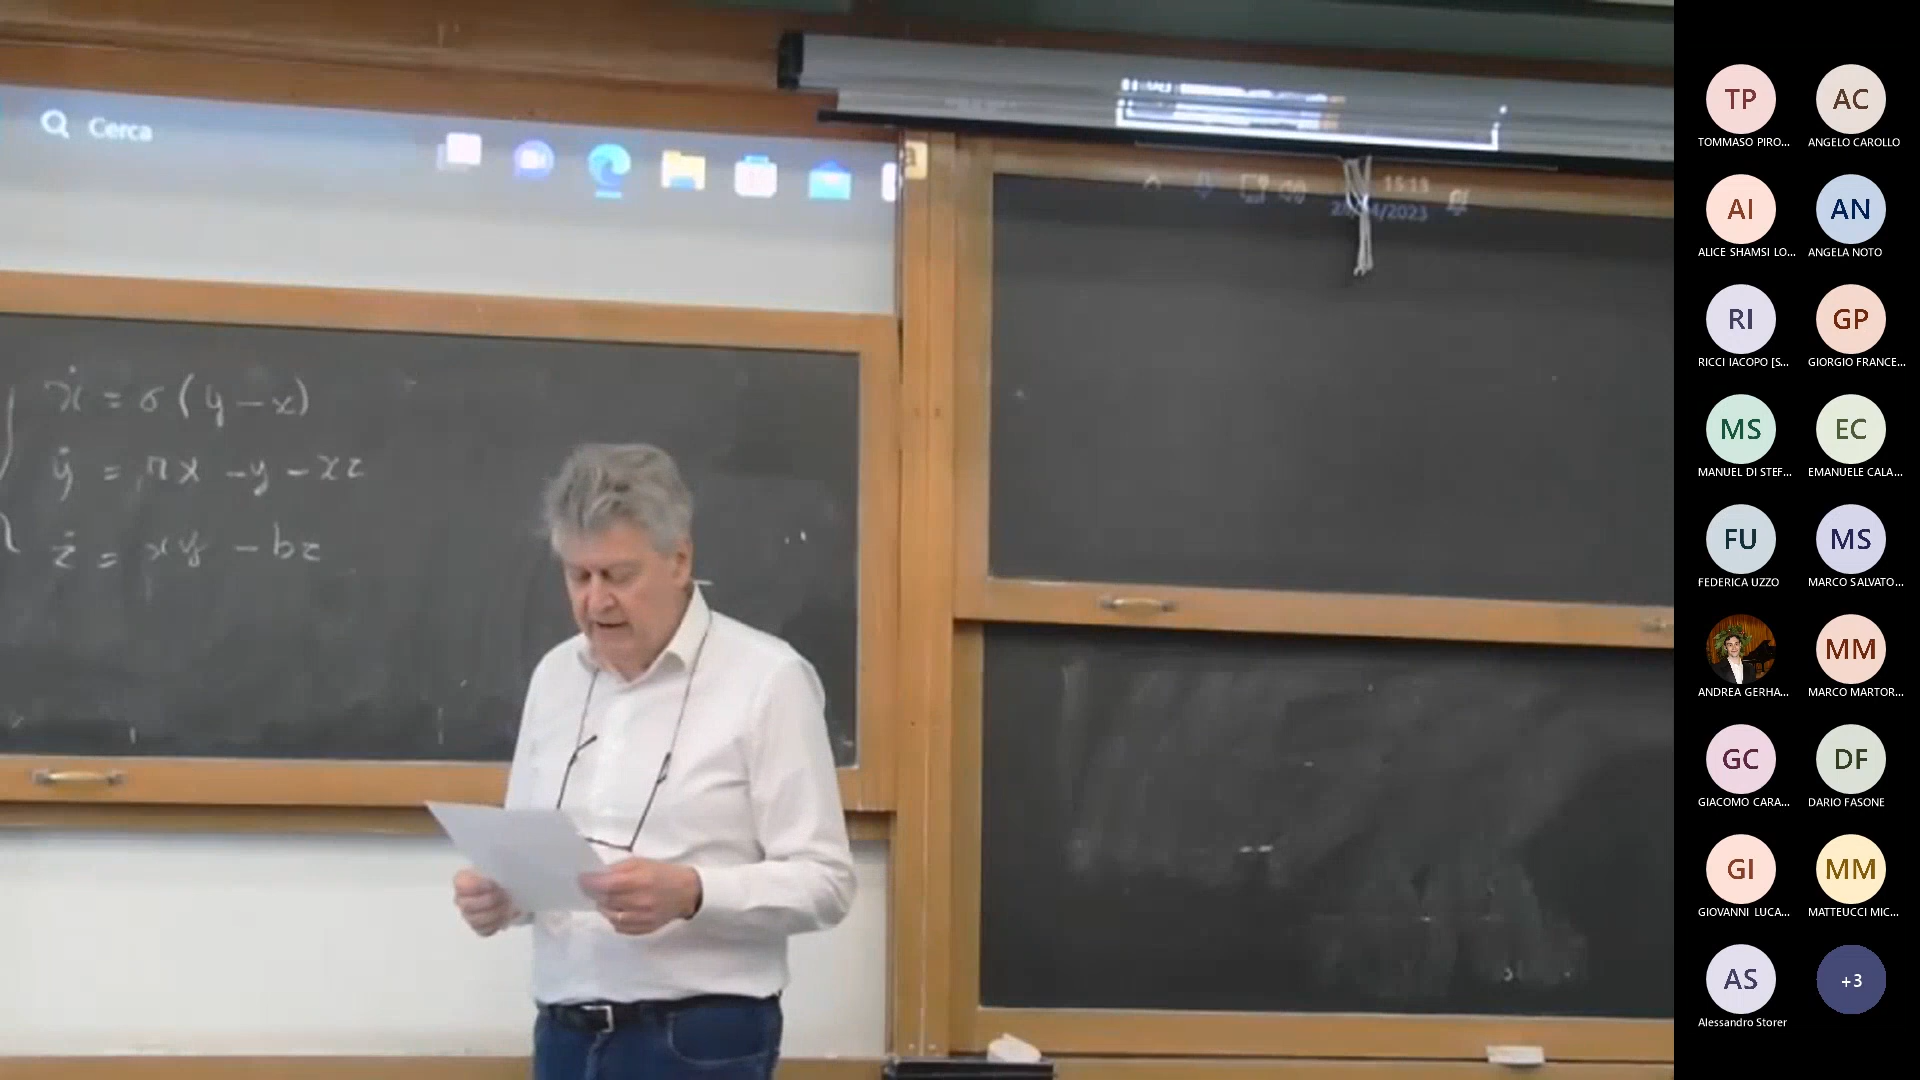 Cerca
15:13
ẋ = σ(y - x)
ẏ = rx - y - xz
ż = xy - bz
TP AC
TOMMASO PIRO... ANGELO CAROLLO
AI AN
ALICE SHAMSI LO... ANGELA NOTO
RI GP
RICCI IACOPO [S... GIORGIO FRANCE...
MS EC
MANUEL DI STEF... EMANUELE CALA...
FU MS
FEDERICA UZZO MARCO SALVATO...
MM
ANDREA GERHA... MARCO MARTOR...
GC DF
GIACOMO CARA... DARIO FASONE
GI MM
GIOVANNI LUCA... MATTEUCCI MIC...
AS +3
Alessandro Storer